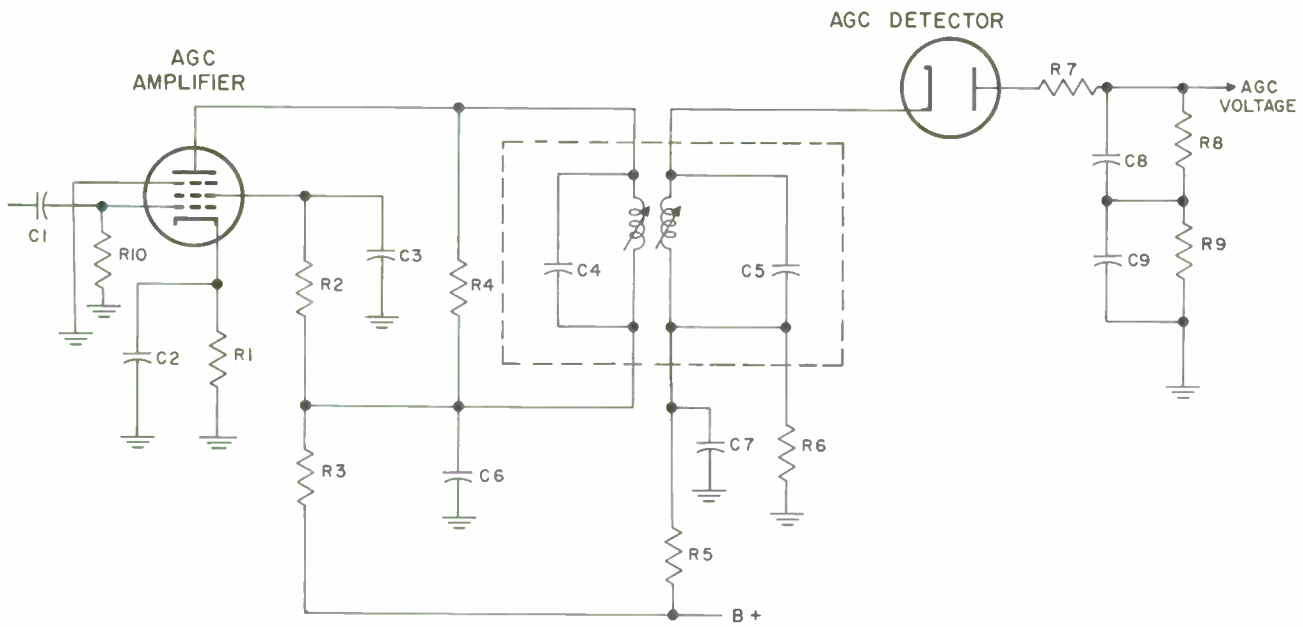 AGC DETECTOR
AGC
AMPLIFIER
R7
AGC
VOLTAGE
C8
R8
C1
R10
C3
R2
R4
C4
C5
C9
R9
C2
R1
R3
C6
C7
R6
R5
B+